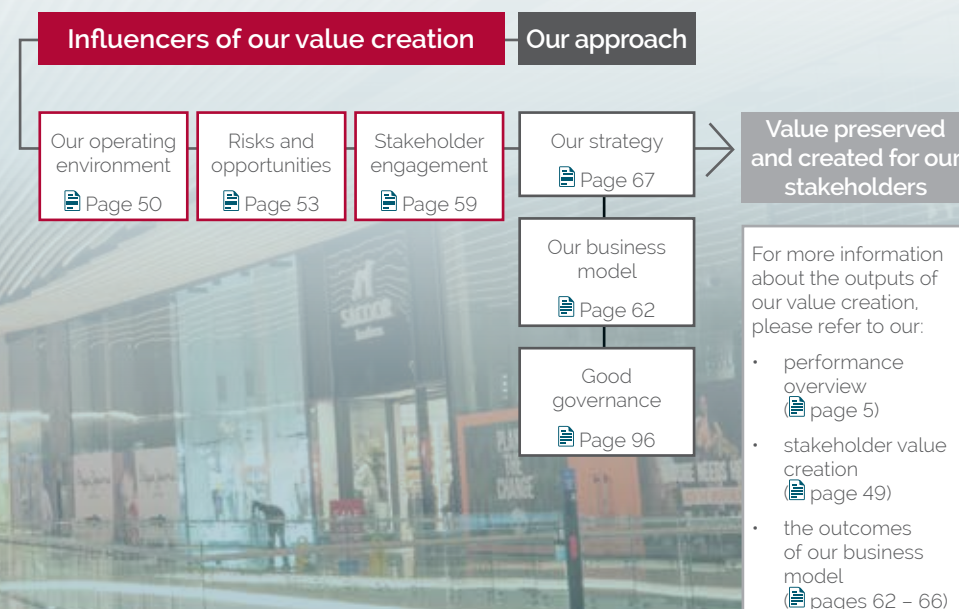 Influencers of our value creation
Our approach
Our operating
environment
Page 50
Risks and
opportunities
Page 53
Stakeholder
engagement
Page 59
Our strategy
Page 67
Our business
model
Page 62
Good
governance
Page 96
Value preserved
and created for our
stakeholders
For more information
about the outputs of
our value creation,
please refer to our:
• performance
overview
(page 5)
• stakeholder value
creation
(page 49)
• the outcomes
of our business
model
(pages 62 – 66)
SACOOR
CHANGE